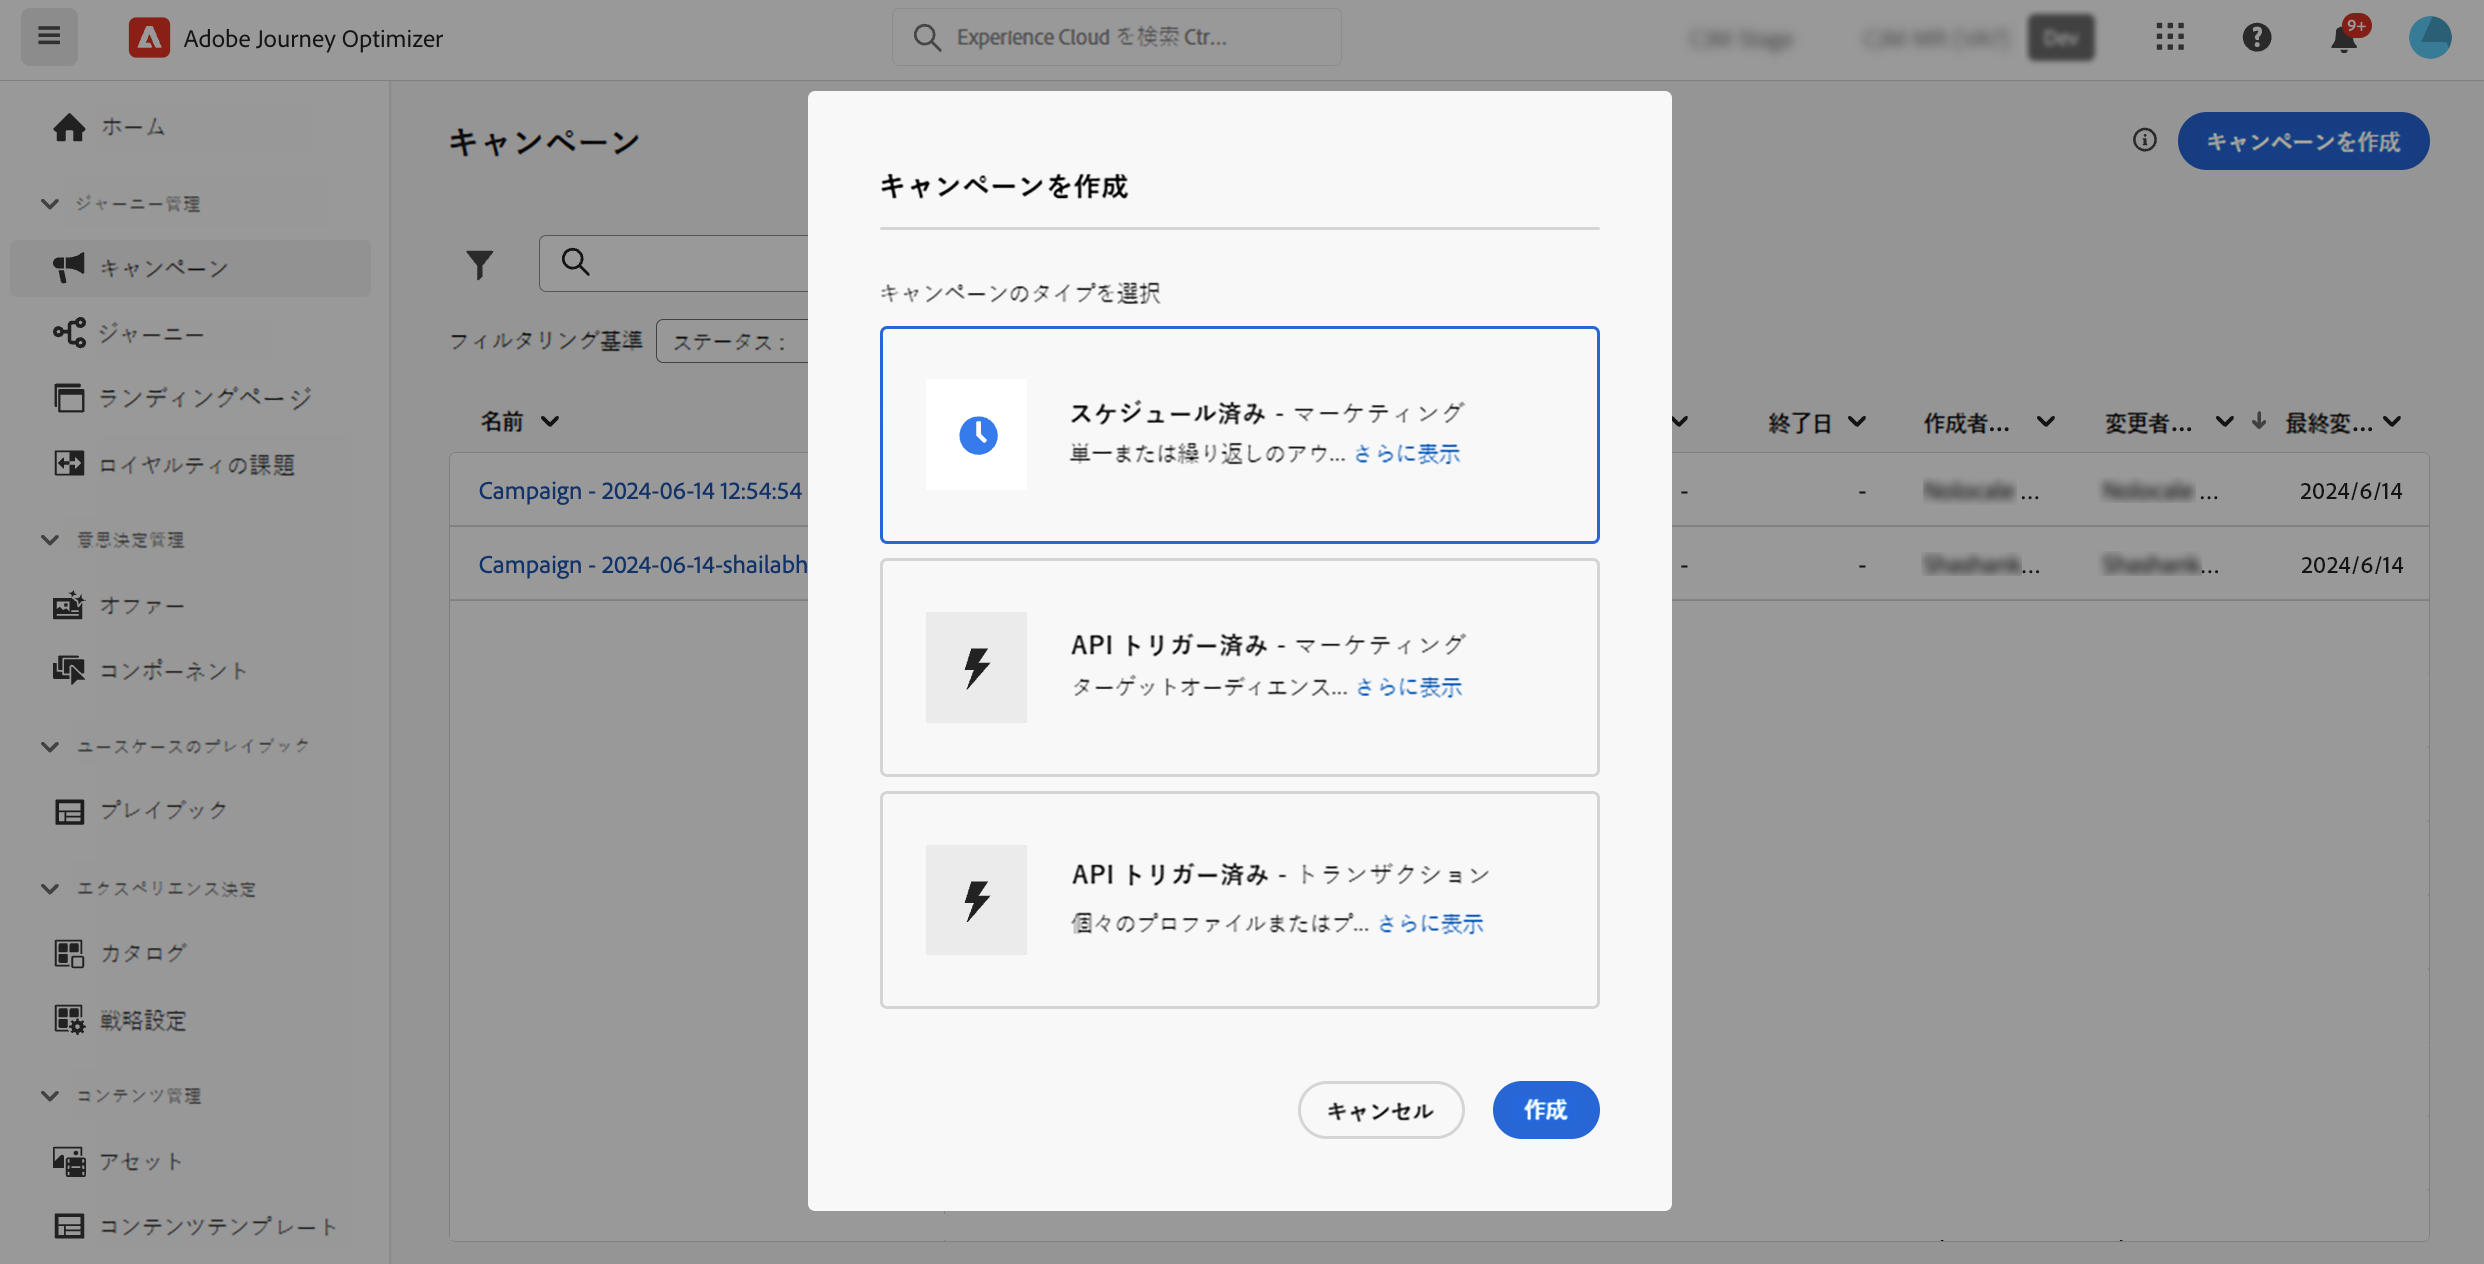 Adobe Journey Optimizer
Experience Cloud を検索 Ctr...
Dev
9+
ホーム
ジャーニー管理
キャンペーン
ジャーニー
ランディングページ
ロイヤルティの課題
意思決定管理
オファー
コンポーネント
ユースケースのプレイブック
プレイブック
エクスペリエンス決定
カタログ
戦略設定
コンテンツ管理
アセット
コンテンツテンプレート
キャンペーン
キャンペーンを作成
フィルタリング基準 ステータス：
名前 終了日 作成者... 変更者... 最終変...
Campaign - 2024-06-14 12:54:54 - - ... ... 2024/6/14
Campaign - 2024-06-14-shailabh - - ... ... 2024/6/14
キャンペーンを作成
キャンペーンのタイプを選択
スケジュール済み - マーケティング
単一または繰り返しのアウ... さらに表示
API トリガー済み - マーケティング
ターゲットオーディエンス... さらに表示
API トリガー済み - トランザクション
個々のプロファイルまたはプ... さらに表示
キャンセル 作成